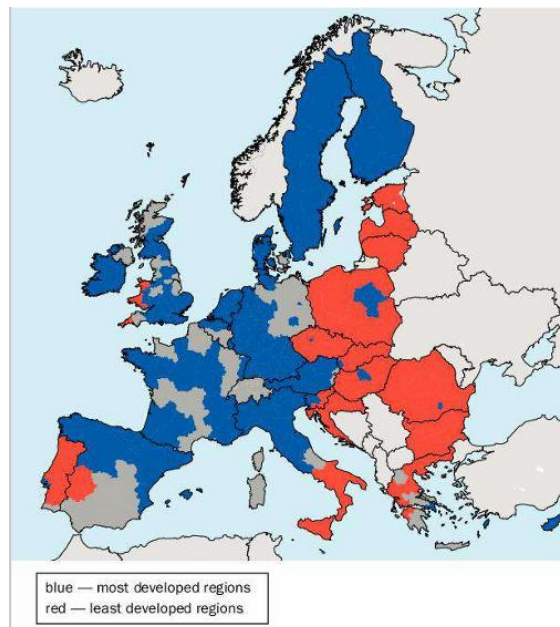 blue — most developed regions
red — least developed regions